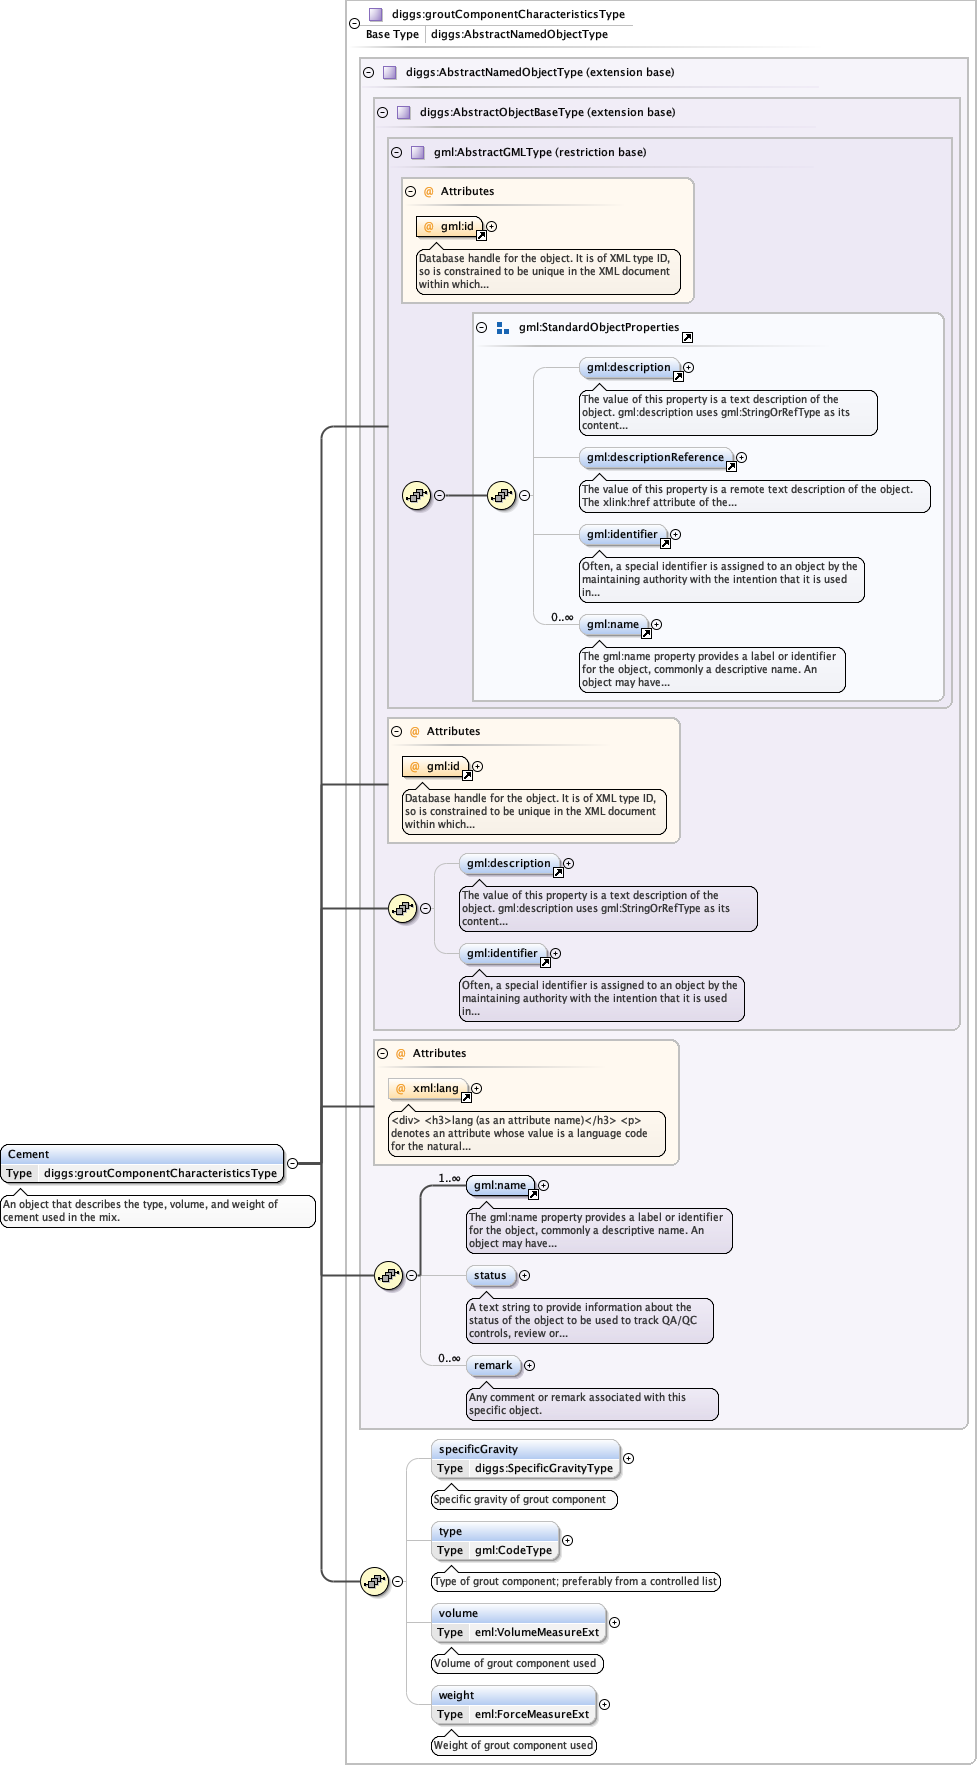 diggs:groutComponentCharacteristicsType
Base Type diggs:AbstractNamedObjectType
diggs:AbstractNamedObjectType (extension base)
diggs:AbstractObjectBaseType (extension base)
gml:AbstractGMLType (restriction base)
@ Attributes
@ gml:id
Database handle for the object. It is of XML type ID,
so is constrained to be unique in the XML document
within which...
gml:StandardObjectProperties
gml:description
The value of this property is a text description of the
object. gml:description uses gml:StringOrRefType as its
content...
gml:descriptionReference
The value of this property is a remote text description of the object.
The xlink:href attribute of the...
gml:identifier
Often, a special identifier is assigned to an object by the
maintaining authority with the intention that it is used
in...
0..∞
gml:name
The gml:name property provides a label or identifier
for the object, commonly a descriptive name. An
object may have...
@ Attributes
@ gml:id
Database handle for the object. It is of XML type ID,
so is constrained to be unique in the XML document
within which...
gml:description
The value of this property is a text description of the
object. gml:description uses gml:StringOrRefType as its
content...
gml:identifier
Often, a special identifier is assigned to an object by the
maintaining authority with the intention that it is used
in...
@ Attributes
@ xml:lang
<div> <h3>lang (as an attribute name)</h3> <p>
denotes an attribute whose value is a language code
for the natural...
Cement
Type diggs:groutComponentCharacteristicsType
An object that describes the type, volume, and weight of
cement used in the mix.
1..∞
gml:name
The gml:name property provides a label or identifier
for the object, commonly a descriptive name. An
object may have...
status
A text string to provide information about the
status of the object to be used to track QA/QC
controls, review or...
0..∞
remark
Any comment or remark associated with this
specific object.
specificGravity
Type diggs:SpecificGravityType
Specific gravity of grout component
type
Type gml:CodeType
Type of grout component; preferably from a controlled list
volume
Type eml:VolumeMeasureExt
Volume of grout component used
weight
Type eml:ForceMeasureExt
Weight of grout component used